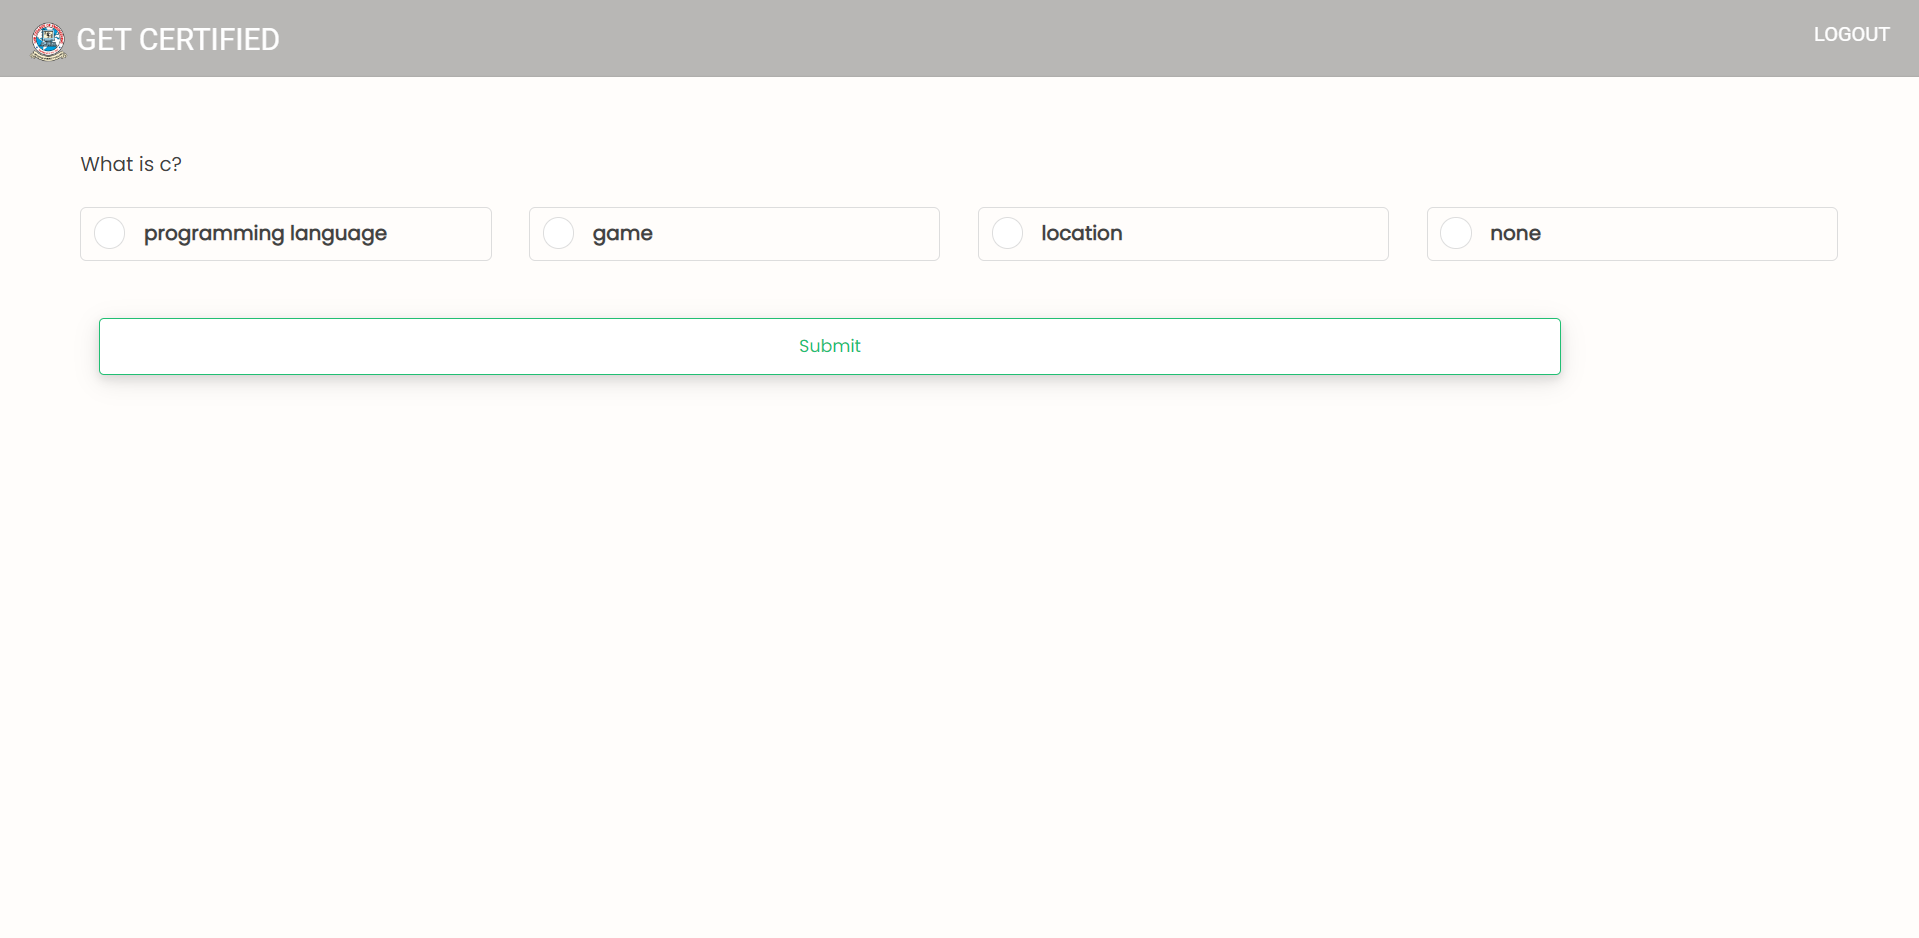 GET CERTIFIED
LOGOUT
What is c?
programming language
game
location
none
Submit